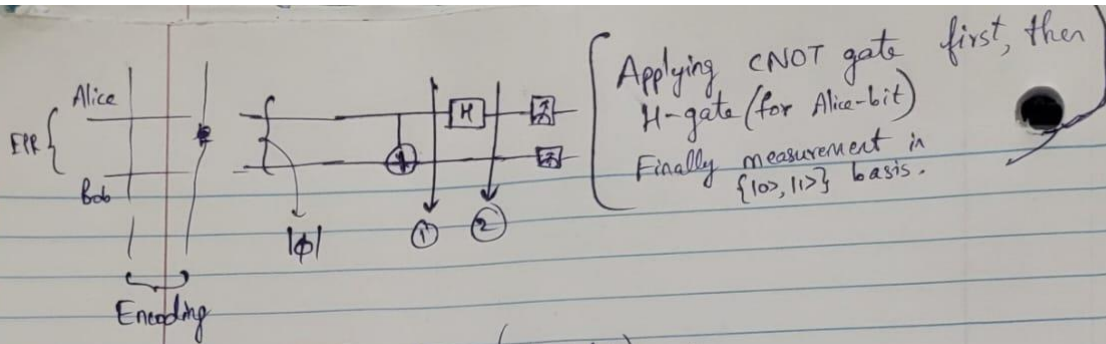 Alice
EPR
Bob
Encoding
|ϕ|
H
①
②
Applying CNOT gate first, then
H-gate (for Alice-bit)
Finally measurement in
{|0>, |1>} basis.